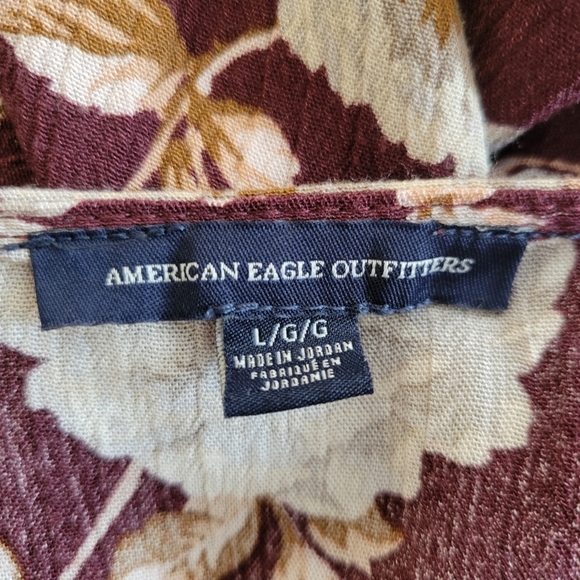 AMERICAN EAGLE OUTFITTERS
L/G/G
MADE IN JORDAN
FABRIQUÉ EN
JORDANIE